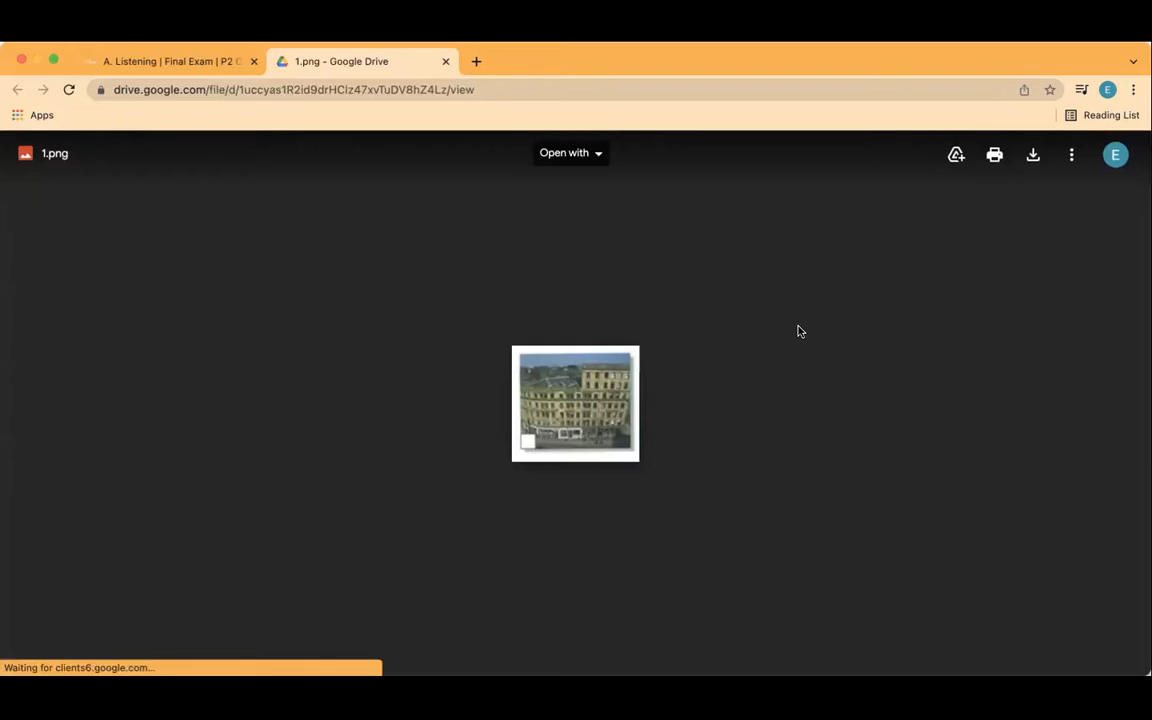 A. Listening | Final Exam | P2 C
1.png - Google Drive
drive.google.com/file/d/1uccyas1R2id9drHClz47xvTuDV8hZ4Lz/view
E
Apps
Reading List
1.png
Open with
E
Waiting for clients6.google.com...